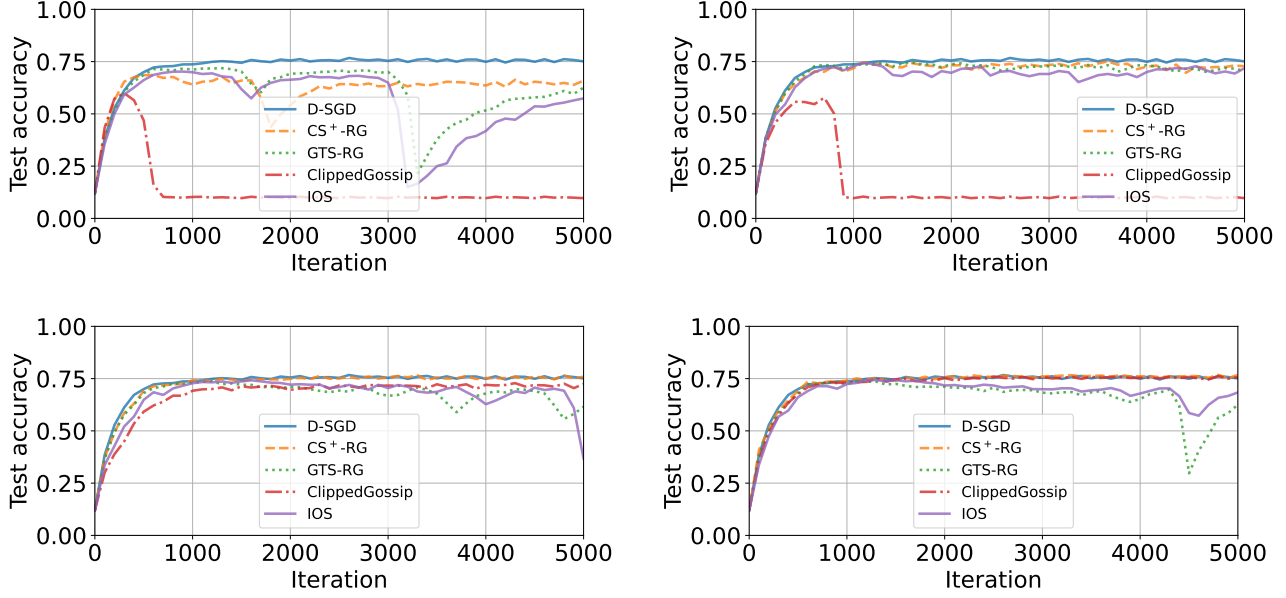 1.00
0.75
0.50
0.25
0.00
Test accuracy
D-SGD
CS⁺-RG
GTS-RG
ClippedGossip
IOS
0 1000 2000 3000 4000 5000
Iteration
1.00
0.75
0.50
0.25
0.00
Test accuracy
D-SGD
CS⁺-RG
GTS-RG
ClippedGossip
IOS
0 1000 2000 3000 4000 5000
Iteration
1.00
0.75
0.50
0.25
0.00
Test accuracy
D-SGD
CS⁺-RG
GTS-RG
ClippedGossip
IOS
0 1000 2000 3000 4000 5000
Iteration
1.00
0.75
0.50
0.25
0.00
Test accuracy
D-SGD
CS⁺-RG
GTS-RG
ClippedGossip
IOS
0 1000 2000 3000 4000 5000
Iteration